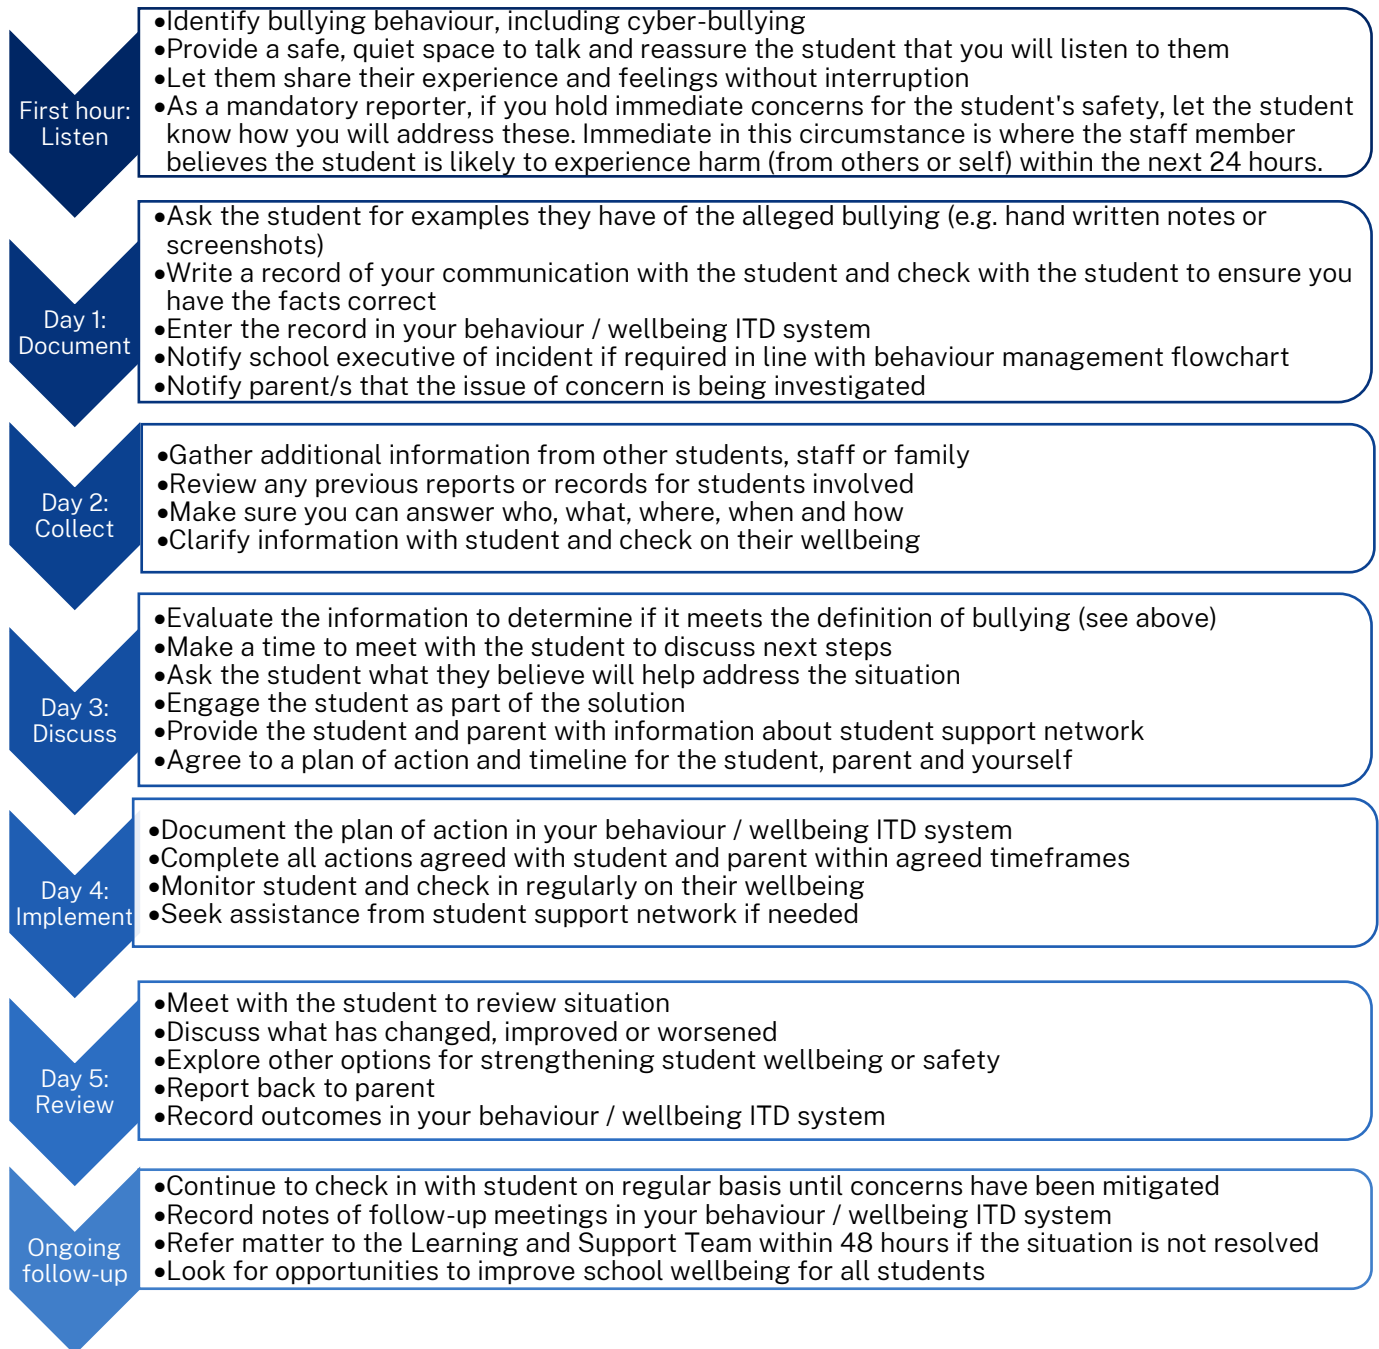 First hour:
Listen
•Identify bullying behaviour, including cyber-bullying
•Provide a safe, quiet space to talk and reassure the student that you will listen to them
•Let them share their experience and feelings without interruption
•As a mandatory reporter, if you hold immediate concerns for the student's safety, let the student
know how you will address these. Immediate in this circumstance is where the staff member
believes the student is likely to experience harm (from others or self) within the next 24 hours.
Day 1:
Document
•Ask the student for examples they have of the alleged bullying (e.g. hand written notes or
screenshots)
•Write a record of your communication with the student and check with the student to ensure you
have the facts correct
•Enter the record in your behaviour / wellbeing ITD system
•Notify school executive of incident if required in line with behaviour management flowchart
•Notify parent/s that the issue of concern is being investigated
Day 2:
Collect
•Gather additional information from other students, staff or family
•Review any previous reports or records for students involved
•Make sure you can answer who, what, where, when and how
•Clarify information with student and check on their wellbeing
Day 3:
Discuss
•Evaluate the information to determine if it meets the definition of bullying (see above)
•Make a time to meet with the student to discuss next steps
•Ask the student what they believe will help address the situation
•Engage the student as part of the solution
•Provide the student and parent with information about student support network
•Agree to a plan of action and timeline for the student, parent and yourself
Day 4:
Implement
•Document the plan of action in your behaviour / wellbeing ITD system
•Complete all actions agreed with student and parent within agreed timeframes
•Monitor student and check in regularly on their wellbeing
•Seek assistance from student support network if needed
Day 5:
Review
•Meet with the student to review situation
•Discuss what has changed, improved or worsened
•Explore other options for strengthening student wellbeing or safety
•Report back to parent
•Record outcomes in your behaviour / wellbeing ITD system
Ongoing
follow-up
•Continue to check in with student on regular basis until concerns have been mitigated
•Record notes of follow-up meetings in your behaviour / wellbeing ITD system
•Refer matter to the Learning and Support Team within 48 hours if the situation is not resolved
•Look for opportunities to improve school wellbeing for all students